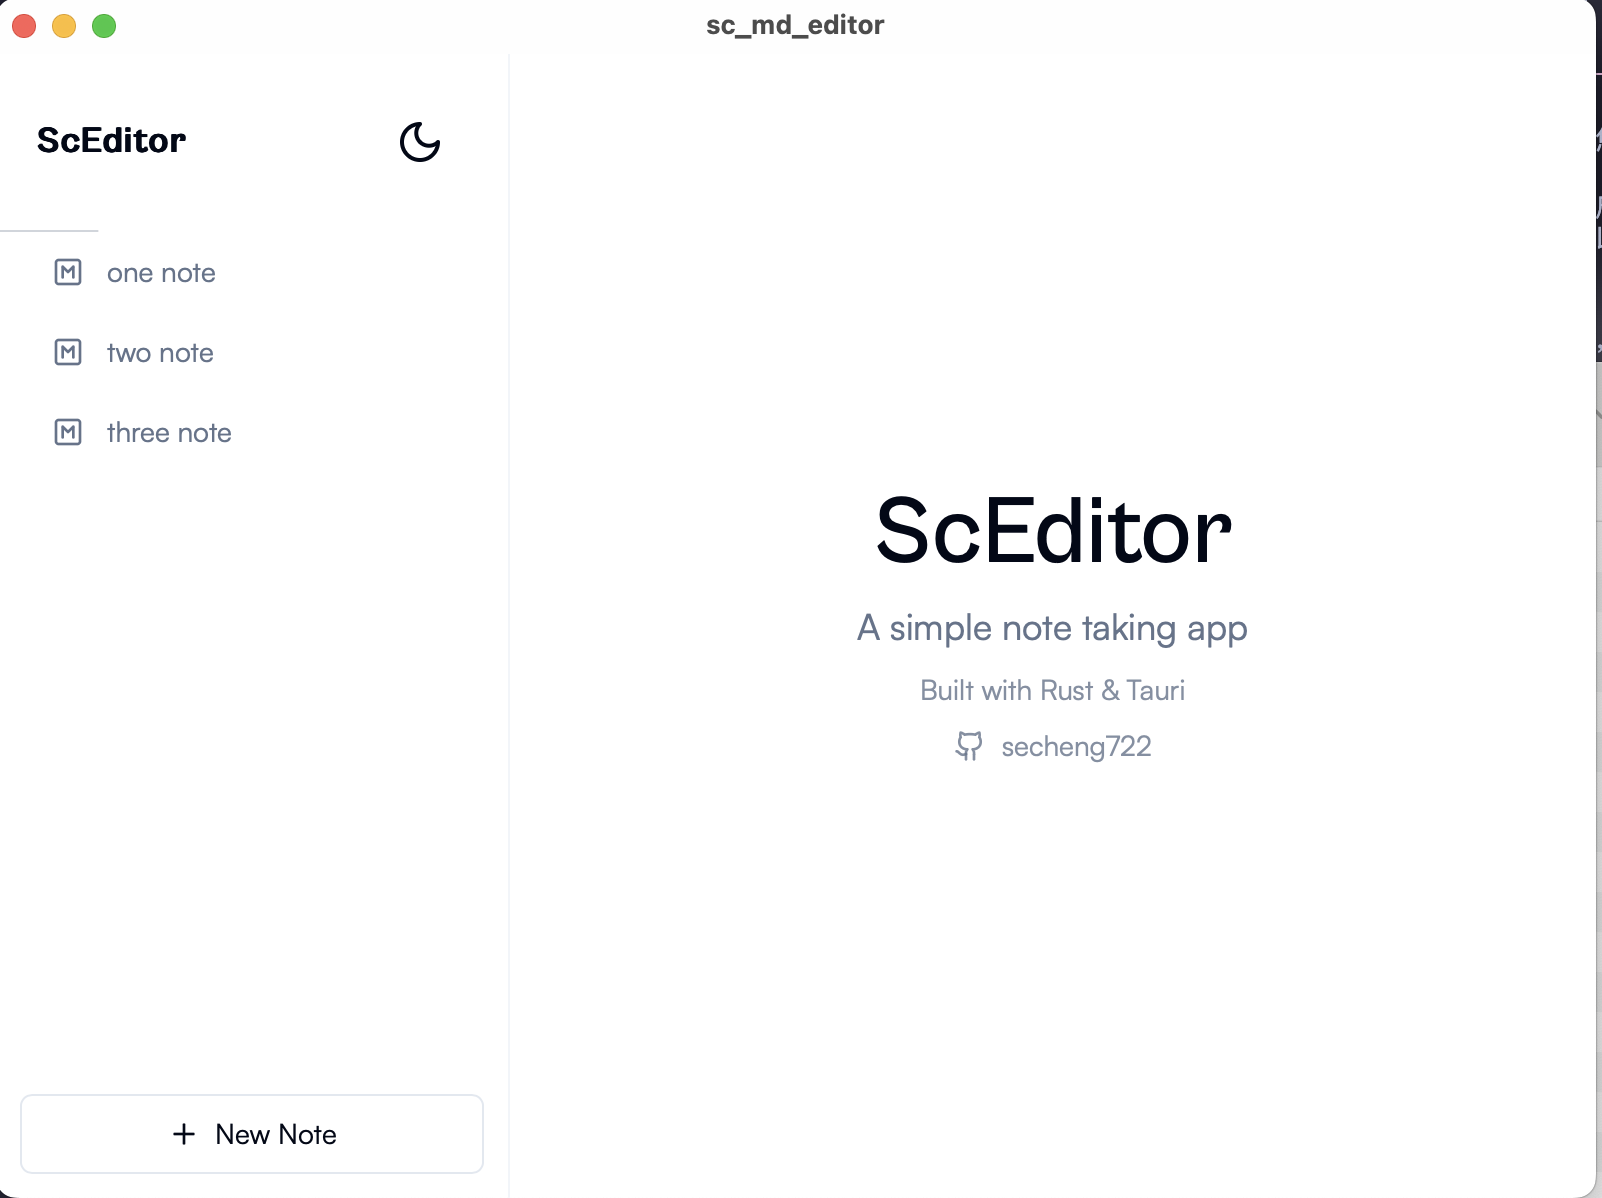 sc_md_editor
ScEditor
one note
two note
three note
New Note
ScEditor
A simple note taking app
Built with Rust & Tauri
secheng722